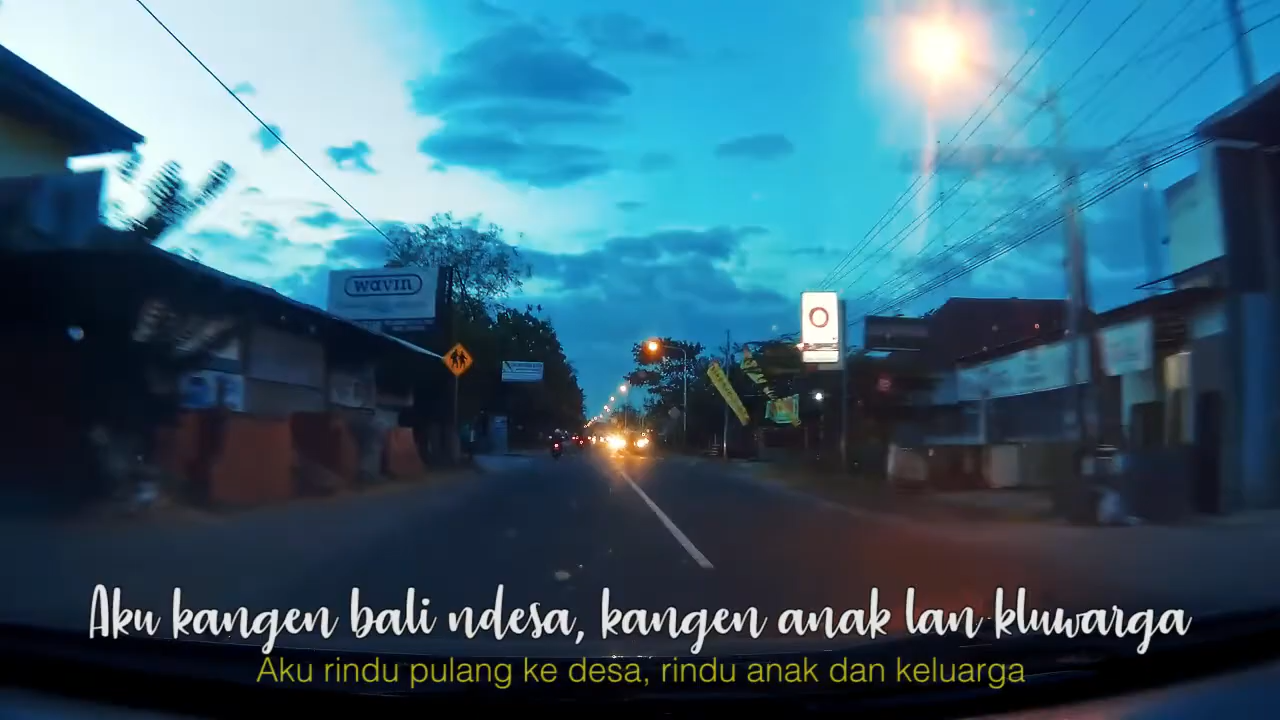 wavin
Aku kangen bali ndesa, kangen anak lan kluwarga
Aku rindu pulang ke desa, rindu anak dan keluarga